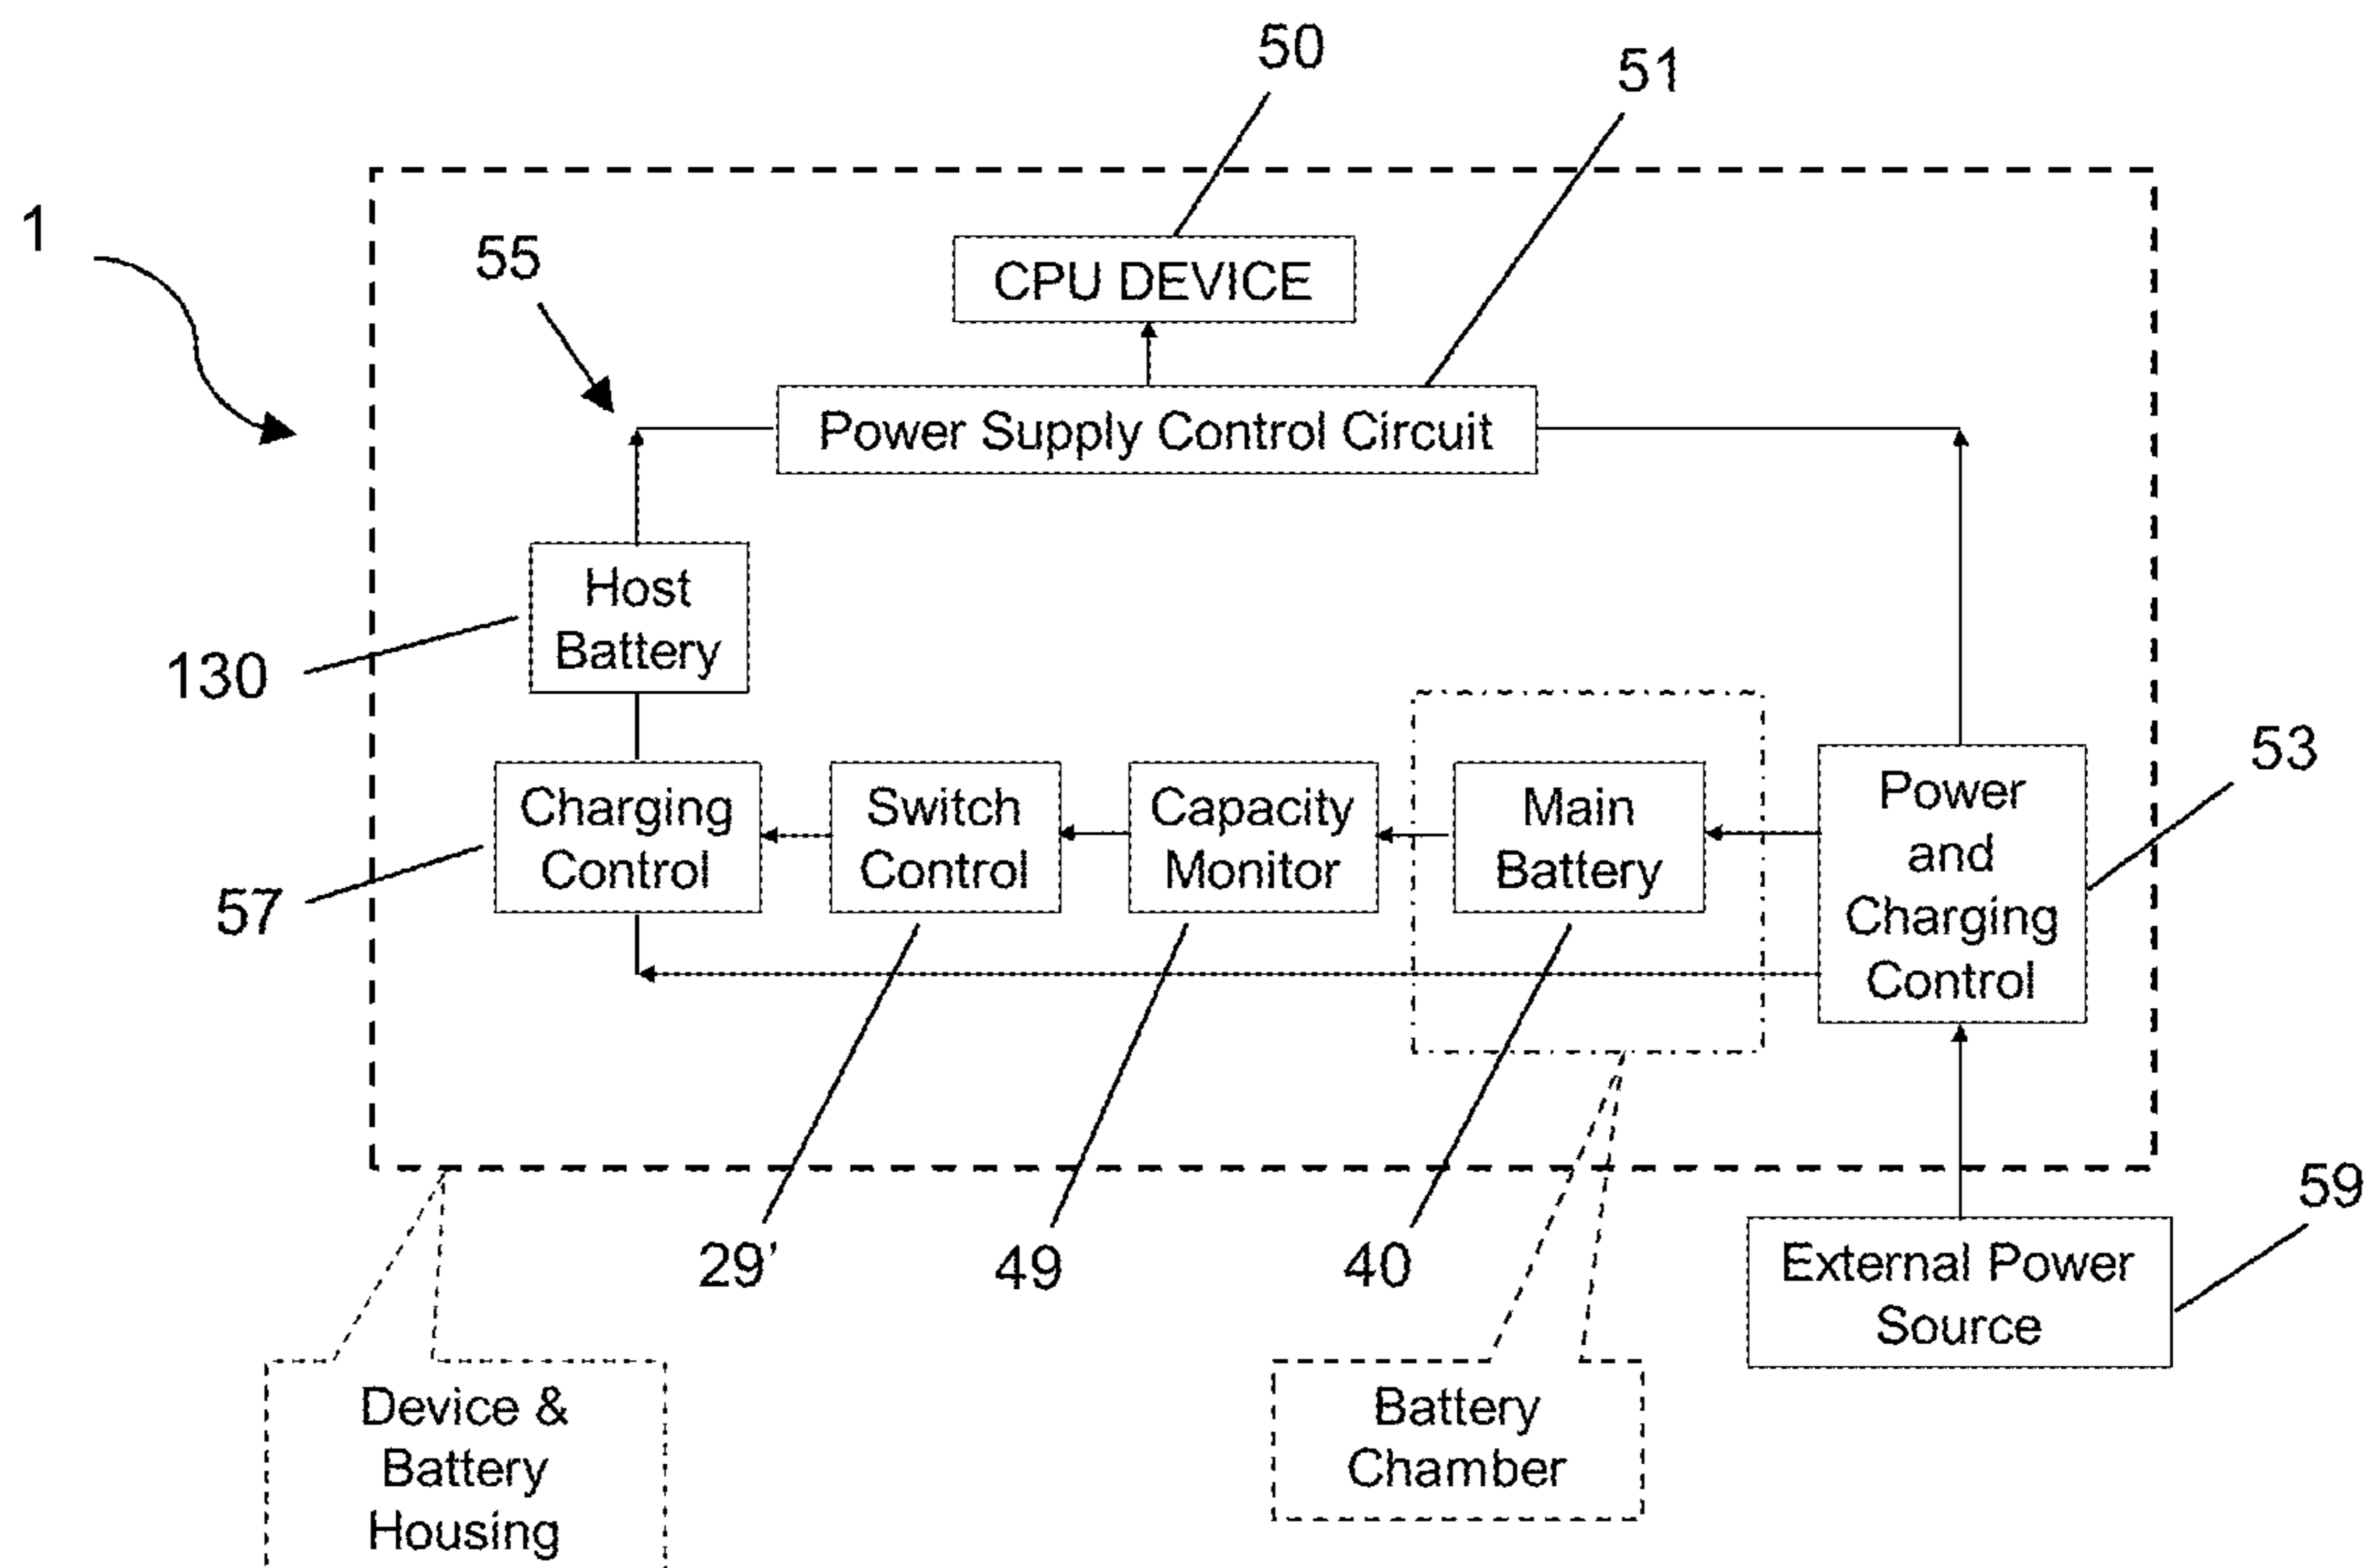 50
51
1
55
CPU DEVICE
Power Supply Control Circuit
Host
Battery
130
53
Charging
Control
Switch
Control
Capacity
Monitor
Main
Battery
Power
and
Charging
Control
57
29’
49
40
59
External Power
Source
Device &
Battery
Housing
Battery
Chamber